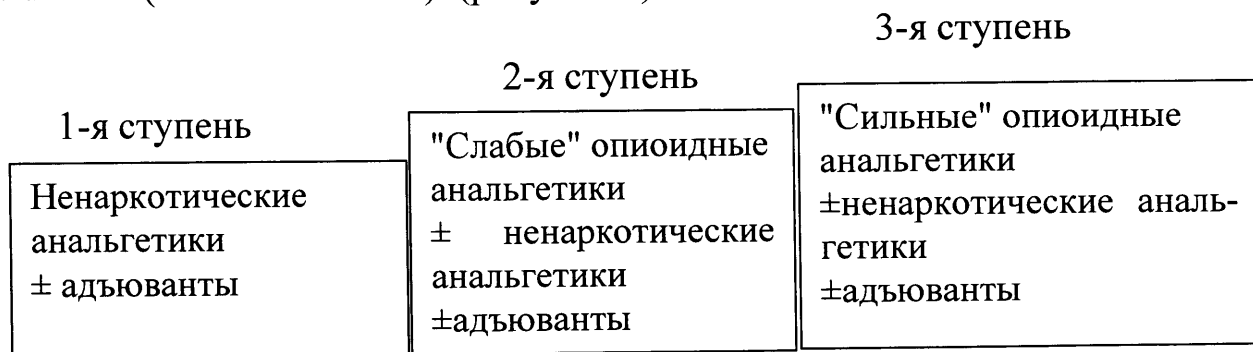 1-я ступень
Ненаркотические
анальгетики
± адъюванты
2-я ступень
"Слабые" опиоидные
анальгетики
± ненаркотические
анальгетики
±адъюванты
3-я ступень
"Сильные" опиоидные
анальгетики
±ненаркотические аналь-
гетики
±адъюванты